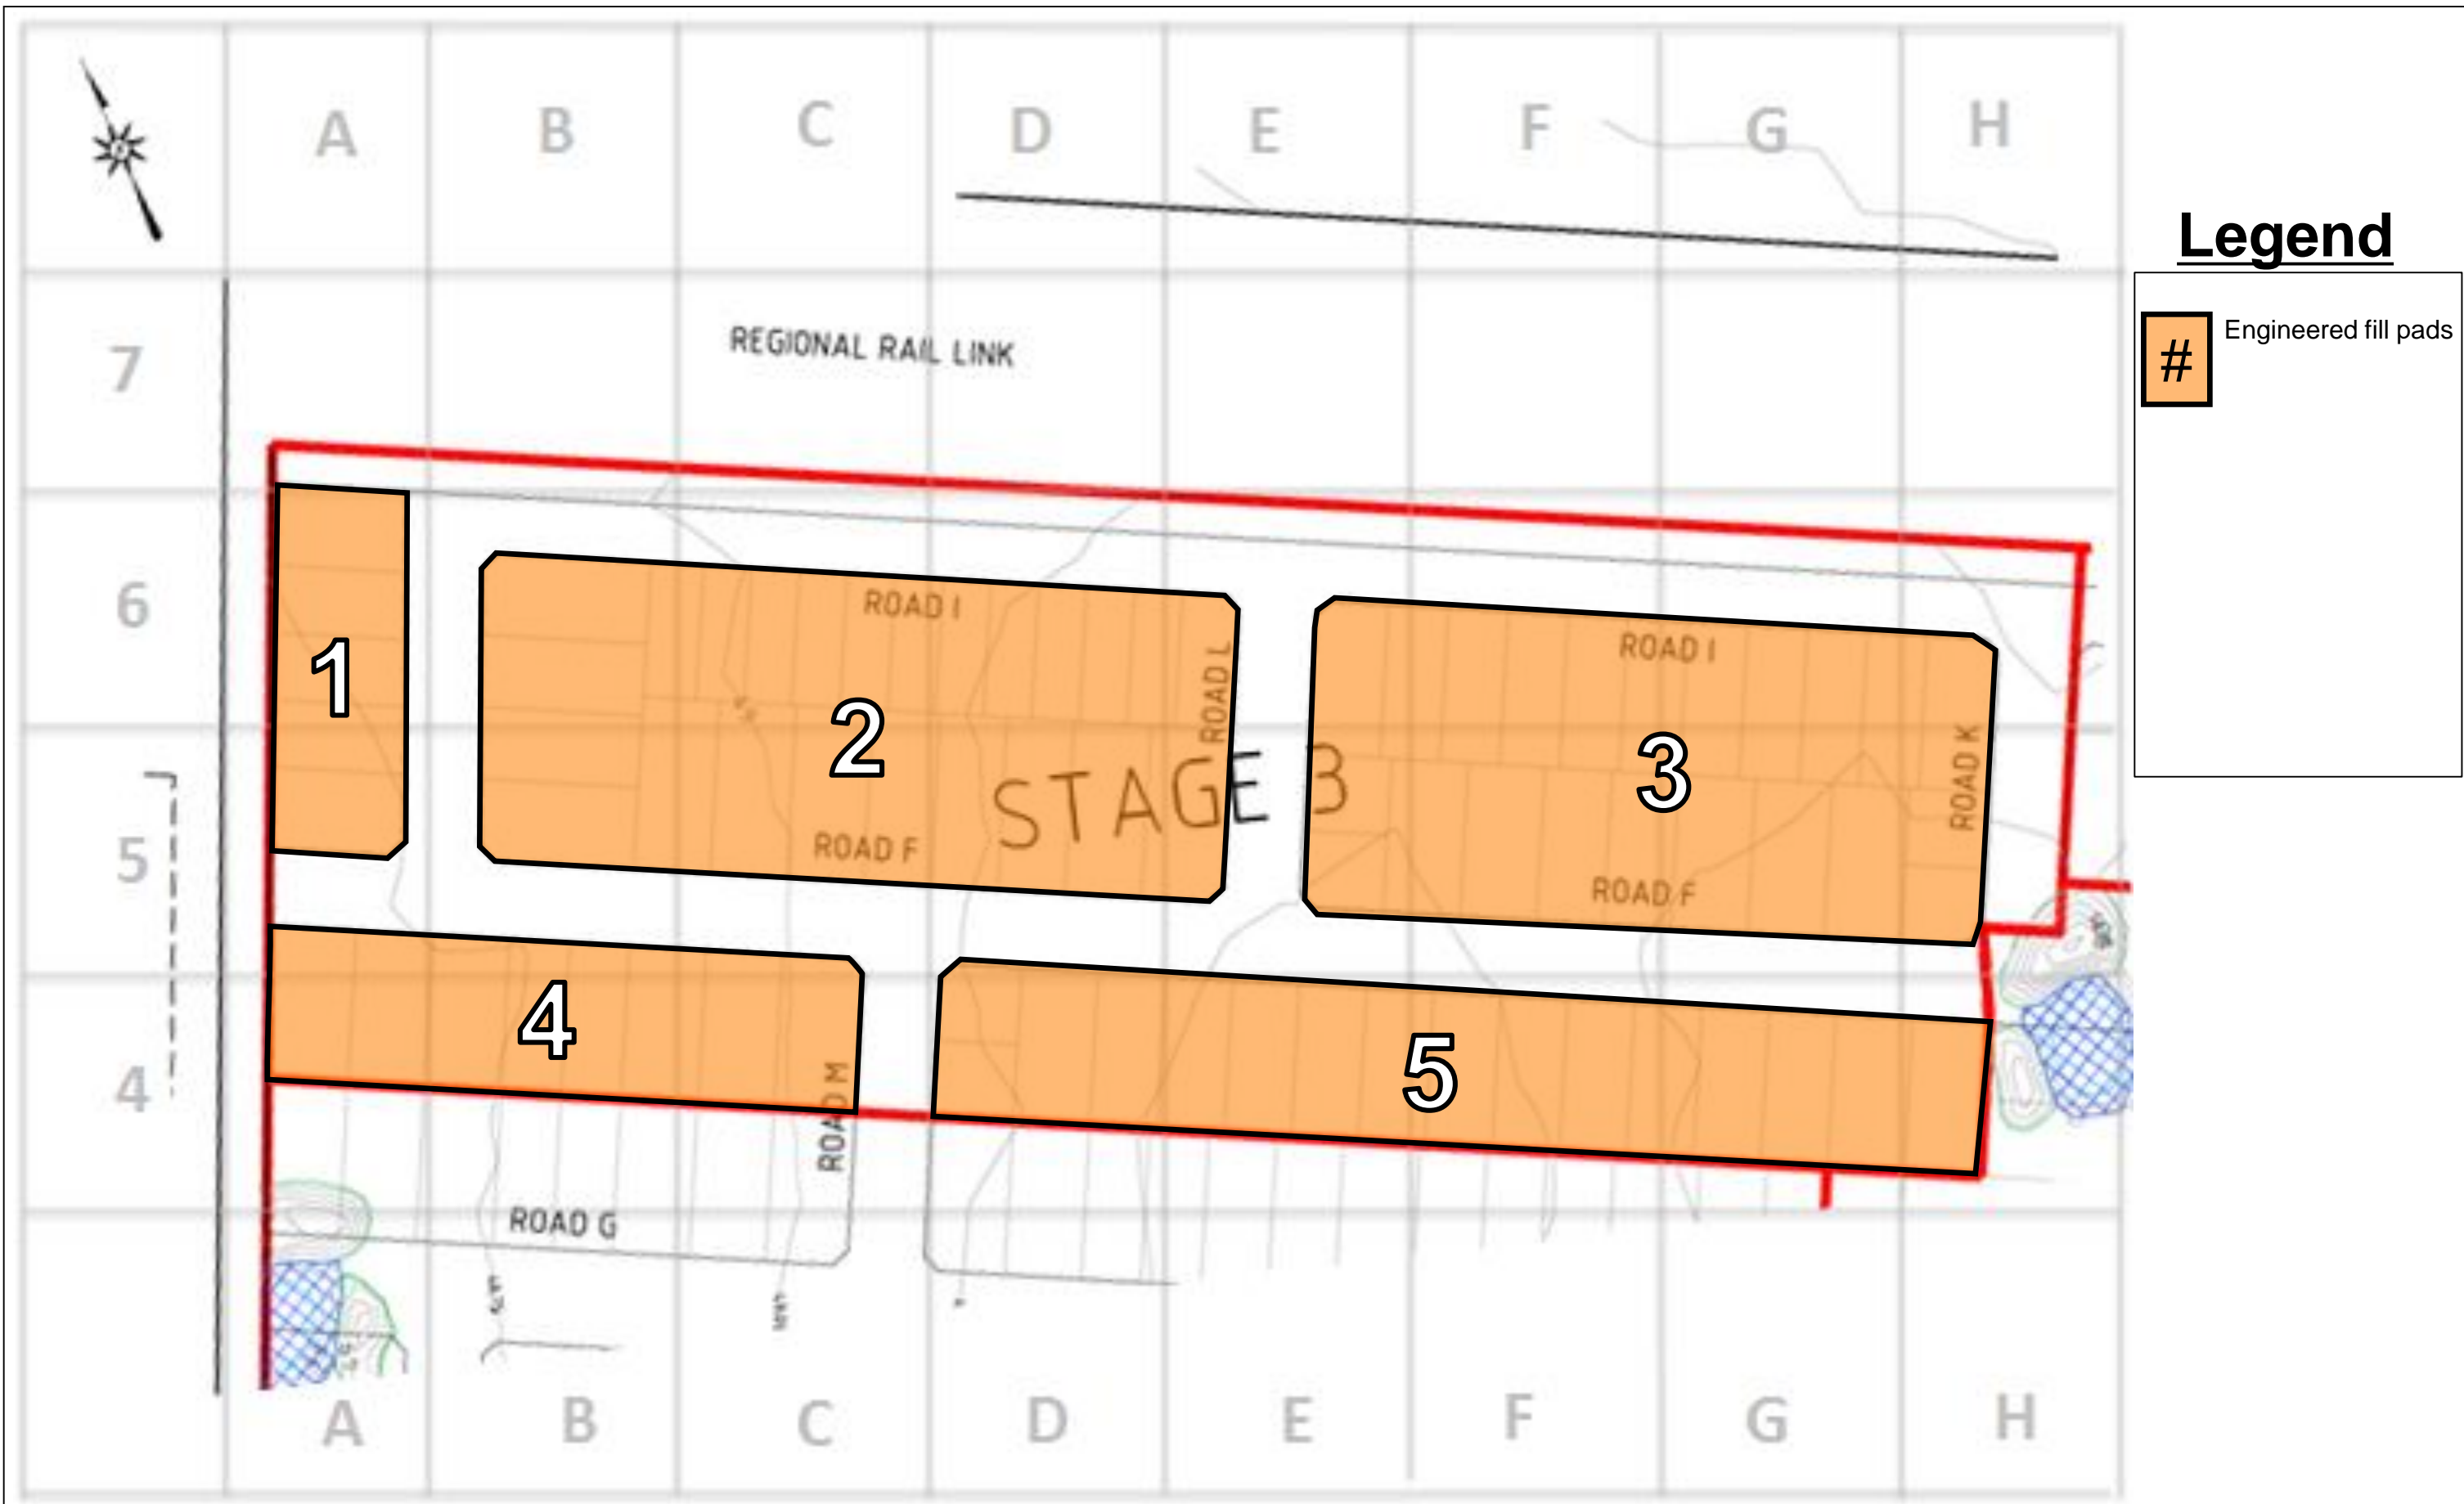 A B C D E F G H
Legend
# Engineered fill pads
7
REGIONAL RAIL LINK
6
ROAD I
ROAD I
ROAD L
1
2
3
ROAD K
STAGE 3
5
ROAD F
ROAD F
4
5
4
ROAD M
ROAD G
A B C D E F G H